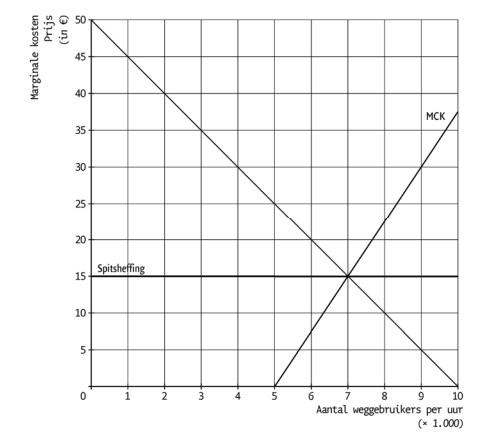 Marginale kosten
Prijs
(in €)
50
45
40
35
30
25
20
15
10
5
MCK
Spitsheffing
0 1 2 3 4 5 6 7 8 9 10
Aantal weggebruikers per uur
(× 1.000)